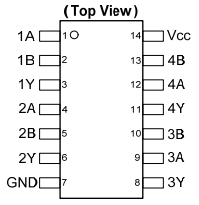 (Top View)
1A 1 14 Vcc
1B 2 13 4B
1Y 3 12 4A
2A 4 11 4Y
2B 5 10 3B
2Y 6 9 3A
GND 7 8 3Y